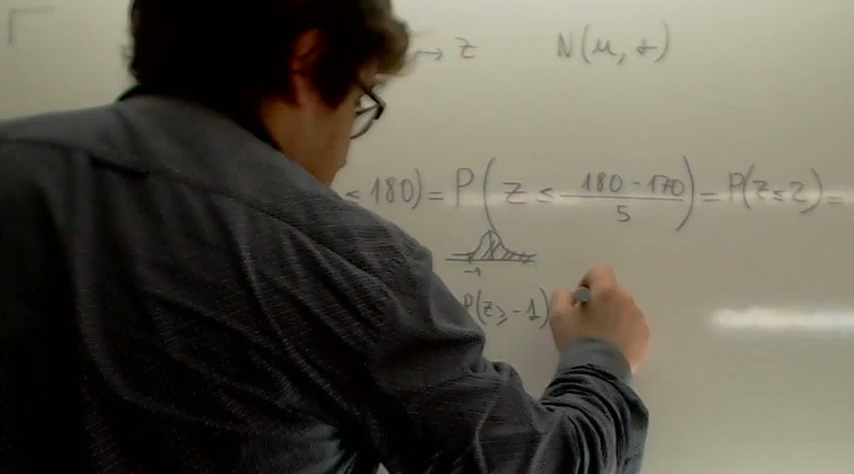 → z N(μ, σ)
≤ 180) = P(z ≤ 180 - 170 / 5) = P(z ≤ 2) =
-1
P(z ≥ -1)